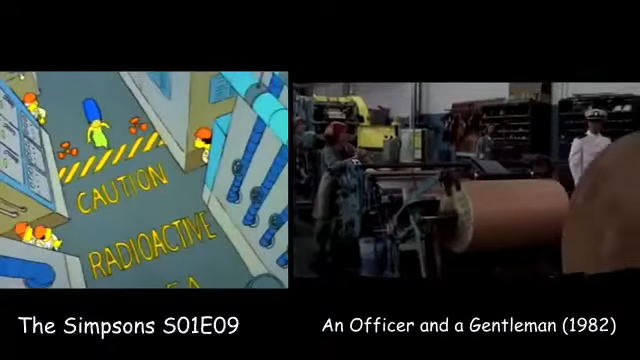 CAUTION
RADIOACTIVE
The Simpsons S01E09
An Officer and a Gentleman (1982)